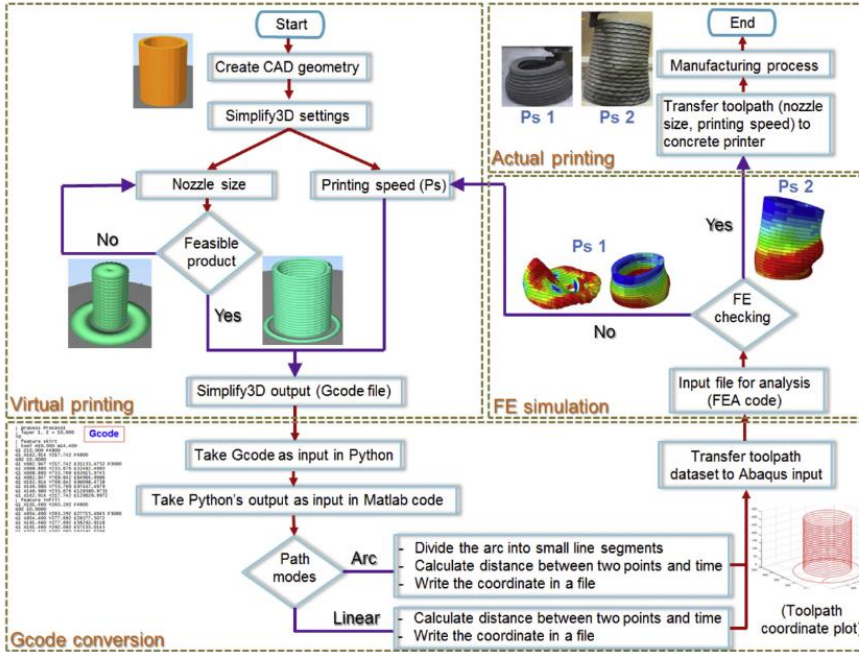 Start
Create CAD geometry
Simplify3D settings
Nozzle size
Printing speed (Ps)
No
Feasible
product
Yes
Simplify3D output (Gcode file)
Virtual printing
End
Manufacturing process
Ps 1
Ps 2
Transfer toolpath (nozzle
size, printing speed) to
concrete printer
Actual printing
Yes
Ps 2
Ps 1
No
FE
checking
Input file for analysis
(FEA code)
FE simulation
Gcode
Take Gcode as input in Python
Take Python's output as input in Matlab code
Path
modes
Arc
- Divide the arc into small line segments
- Calculate distance between two points and time
- Write the coordinate in a file
Linear
- Calculate distance between two points and time
- Write the coordinate in a file
Transfer toolpath
dataset to Abaqus input
(Toolpath
coordinate plot)
Gcode conversion